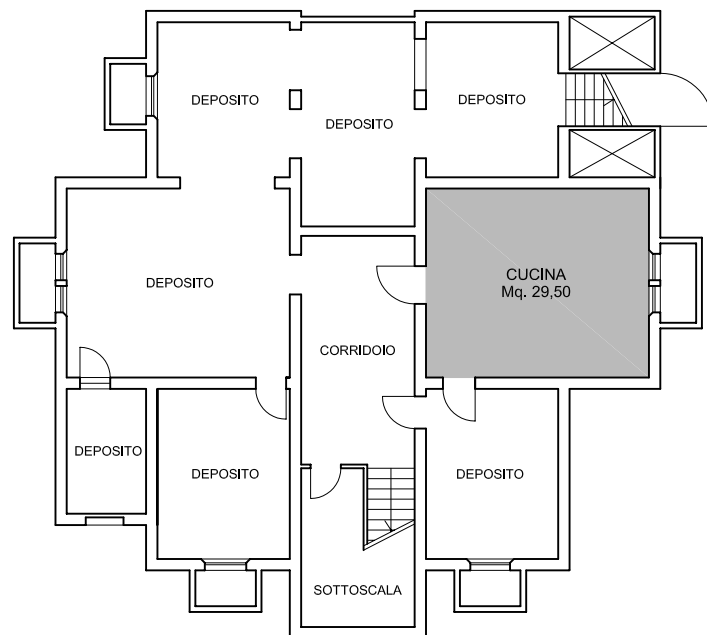 DEPOSITO
DEPOSITO
DEPOSITO
DEPOSITO
CUCINA
Mq. 29,50
CORRIDOIO
DEPOSITO
DEPOSITO
DEPOSITO
SOTTOSCALA